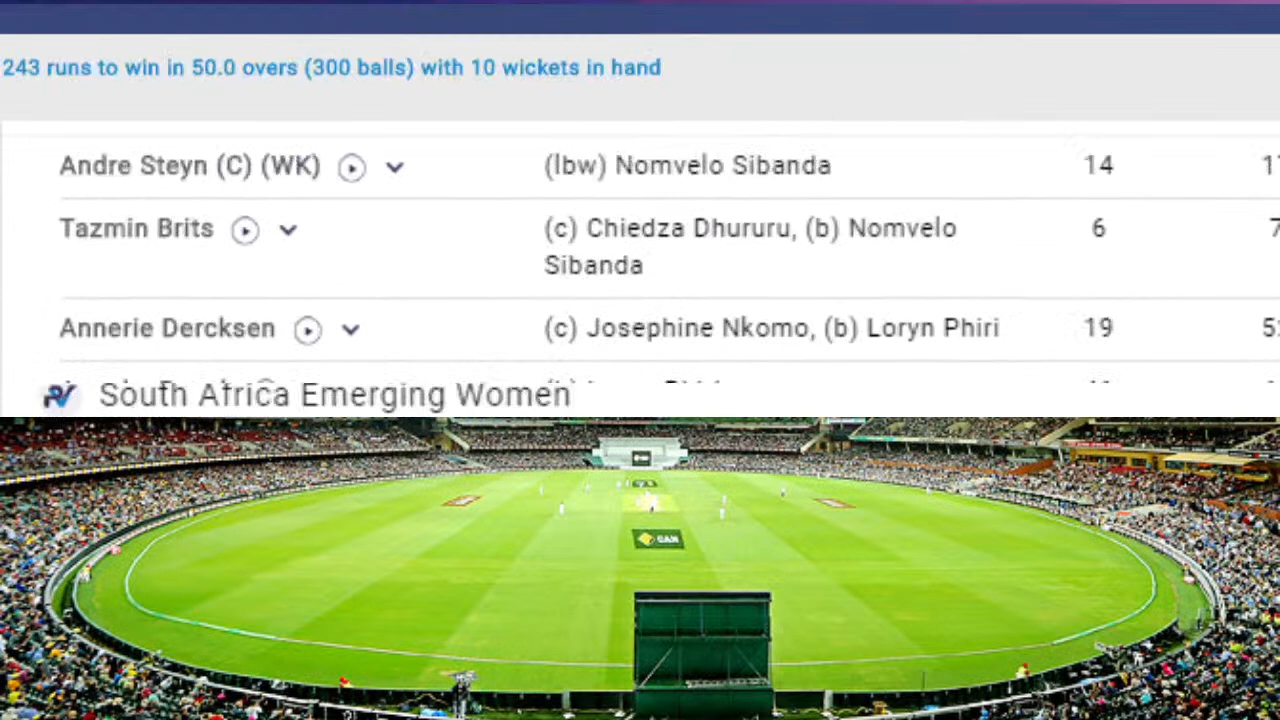 243 runs to win in 50.0 overs (300 balls) with 10 wickets in hand
Andre Steyn (C) (WK) (lbw) Nomvelo Sibanda 14
Tazmin Brits (c) Chiedza Dhururu, (b) Nomvelo 6
Sibanda
Annerie Dercksen (c) Josephine Nkomo, (b) Loryn Phiri 19
South Africa Emerging Women